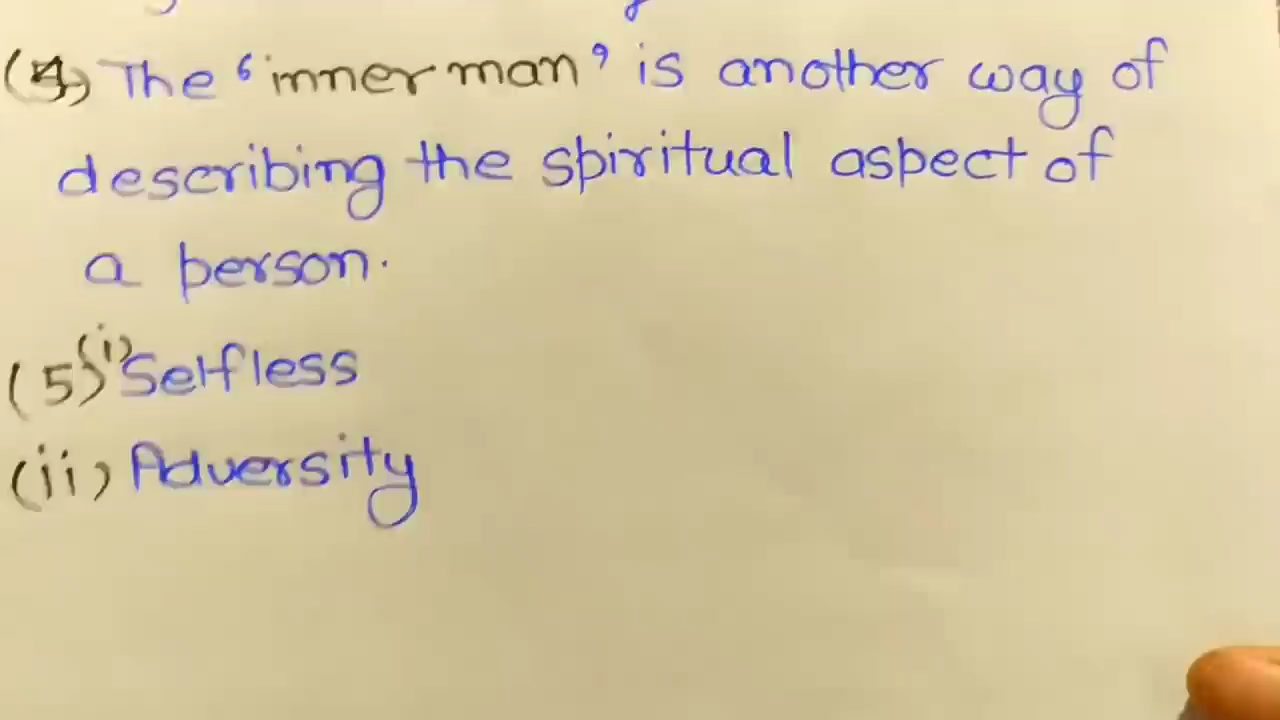 (4) The 'inner man' is another way of
describing the spiritual aspect of
a person.
(5) (i) Selfless
(ii) Adversity